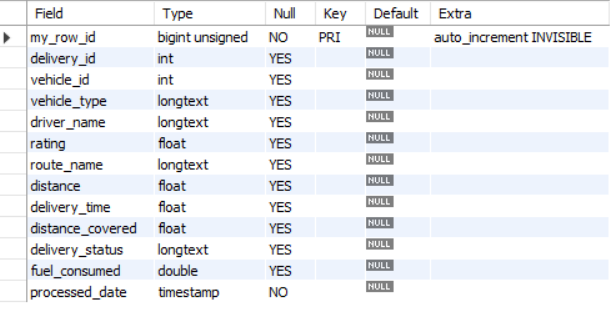 Field Type Null Key Default Extra
my_row_id bigint unsigned NO PRI NULL auto_increment INVISIBLE
delivery_id int YES NULL
vehicle_id int YES NULL
vehicle_type longtext YES NULL
driver_name longtext YES NULL
rating float YES NULL
route_name longtext YES NULL
distance float YES NULL
delivery_time float YES NULL
distance_covered float YES NULL
delivery_status longtext YES NULL
fuel_consumed double YES NULL
processed_date timestamp NO NULL